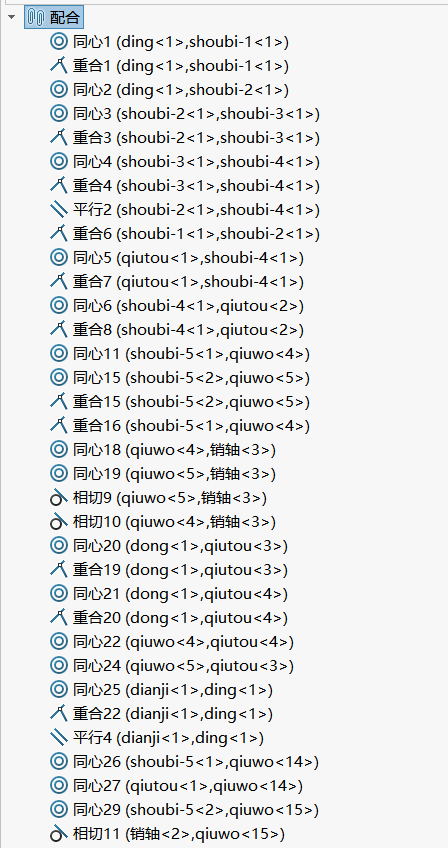 配合
同心1 (ding<1>,shoubi-1<1>)
重合1 (ding<1>,shoubi-1<1>)
同心2 (ding<1>,shoubi-2<1>)
同心3 (shoubi-2<1>,shoubi-3<1>)
重合3 (shoubi-2<1>,shoubi-3<1>)
同心4 (shoubi-3<1>,shoubi-4<1>)
重合4 (shoubi-3<1>,shoubi-4<1>)
平行2 (shoubi-2<1>,shoubi-4<1>)
重合6 (shoubi-1<1>,shoubi-2<1>)
同心5 (qiutou<1>,shoubi-4<1>)
重合7 (qiutou<1>,shoubi-4<1>)
同心6 (shoubi-4<1>,qiutou<2>)
重合8 (shoubi-4<1>,qiutou<2>)
同心11 (shoubi-5<1>,qiuwo<4>)
同心15 (shoubi-5<2>,qiuwo<5>)
重合15 (shoubi-5<2>,qiuwo<5>)
重合16 (shoubi-5<1>,qiuwo<4>)
同心18 (qiuwo<4>,销轴<3>)
同心19 (qiuwo<5>,销轴<3>)
相切9 (qiuwo<5>,销轴<3>)
相切10 (qiuwo<4>,销轴<3>)
同心20 (dong<1>,qiutou<3>)
重合19 (dong<1>,qiutou<3>)
同心21 (dong<1>,qiutou<4>)
重合20 (dong<1>,qiutou<4>)
同心22 (qiuwo<4>,qiutou<4>)
同心24 (qiuwo<5>,qiutou<3>)
同心25 (dianji<1>,ding<1>)
重合22 (dianji<1>,ding<1>)
平行4 (dianji<1>,ding<1>)
同心26 (shoubi-5<1>,qiuwo<14>)
同心27 (qiutou<1>,qiuwo<14>)
同心29 (shoubi-5<2>,qiuwo<15>)
相切11 (销轴<2>,qiuwo<15>)